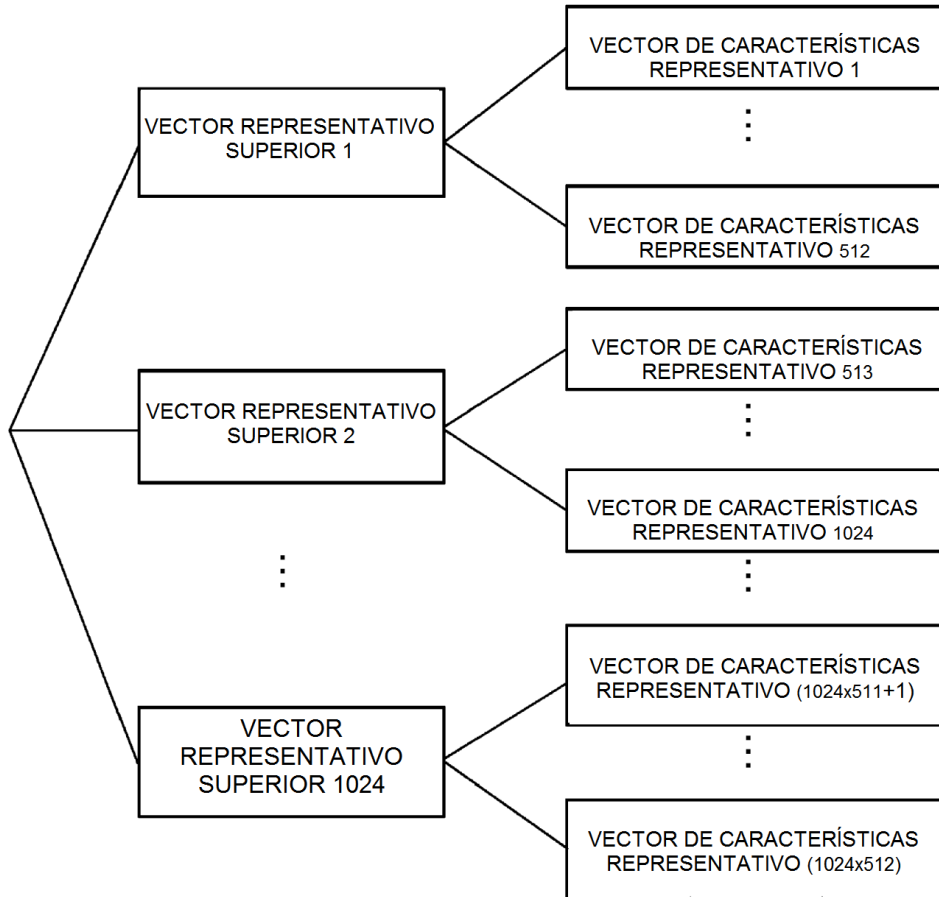 VECTOR DE CARACTERÍSTICAS
REPRESENTATIVO 1
VECTOR REPRESENTATIVO
SUPERIOR 1
VECTOR DE CARACTERÍSTICAS
REPRESENTATIVO 512
VECTOR DE CARACTERÍSTICAS
REPRESENTATIVO 513
VECTOR REPRESENTATIVO
SUPERIOR 2
VECTOR DE CARACTERÍSTICAS
REPRESENTATIVO 1024
VECTOR DE CARACTERÍSTICAS
REPRESENTATIVO (1024x511+1)
VECTOR
REPRESENTATIVO
SUPERIOR 1024
VECTOR DE CARACTERÍSTICAS
REPRESENTATIVO (1024x512)